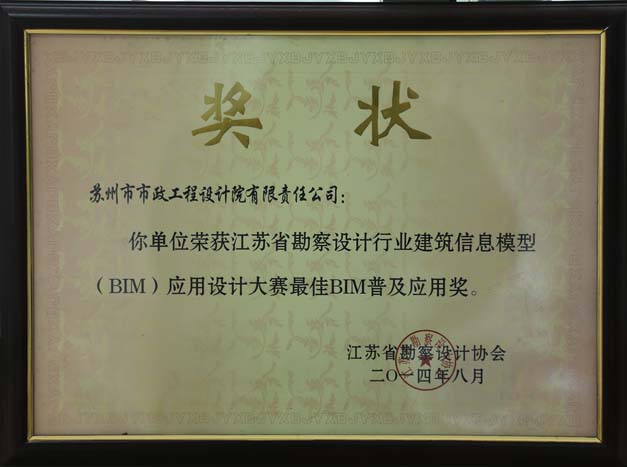 奖 状
苏州市市政工程设计院有限责任公司：
你单位荣获江苏省勘察设计行业建筑信息模型
（BIM）应用设计大赛最佳BIM普及应用奖。
江苏省勘察设计协会
二〇一四年八月